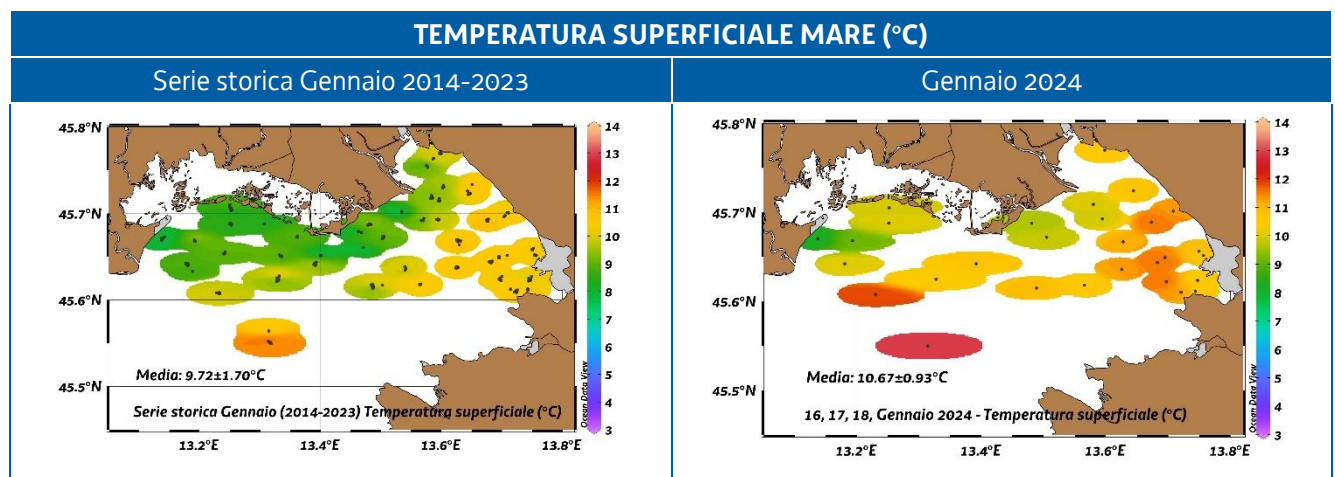 TEMPERATURA SUPERFICIALE MARE (°C)
Serie storica Gennaio 2014-2023
Gennaio 2024
45.8°N
45.7°N
45.6°N
45.5°N
13.2°E
13.4°E
13.6°E
13.8°E
14
13
12
11
10
9
8
7
6
5
4
3
Ocean Data View
Media: 9.72±1.70°C
Serie storica Gennaio (2014-2023) Temperatura superficiale (°C)
45.8°N
45.7°N
45.6°N
45.5°N
13.2°E
13.4°E
13.6°E
13.8°E
14
13
12
11
10
9
8
7
6
5
4
3
Ocean Data View
Media: 10.67±0.93°C
16, 17, 18, Gennaio 2024 - Temperatura superficiale (°C)